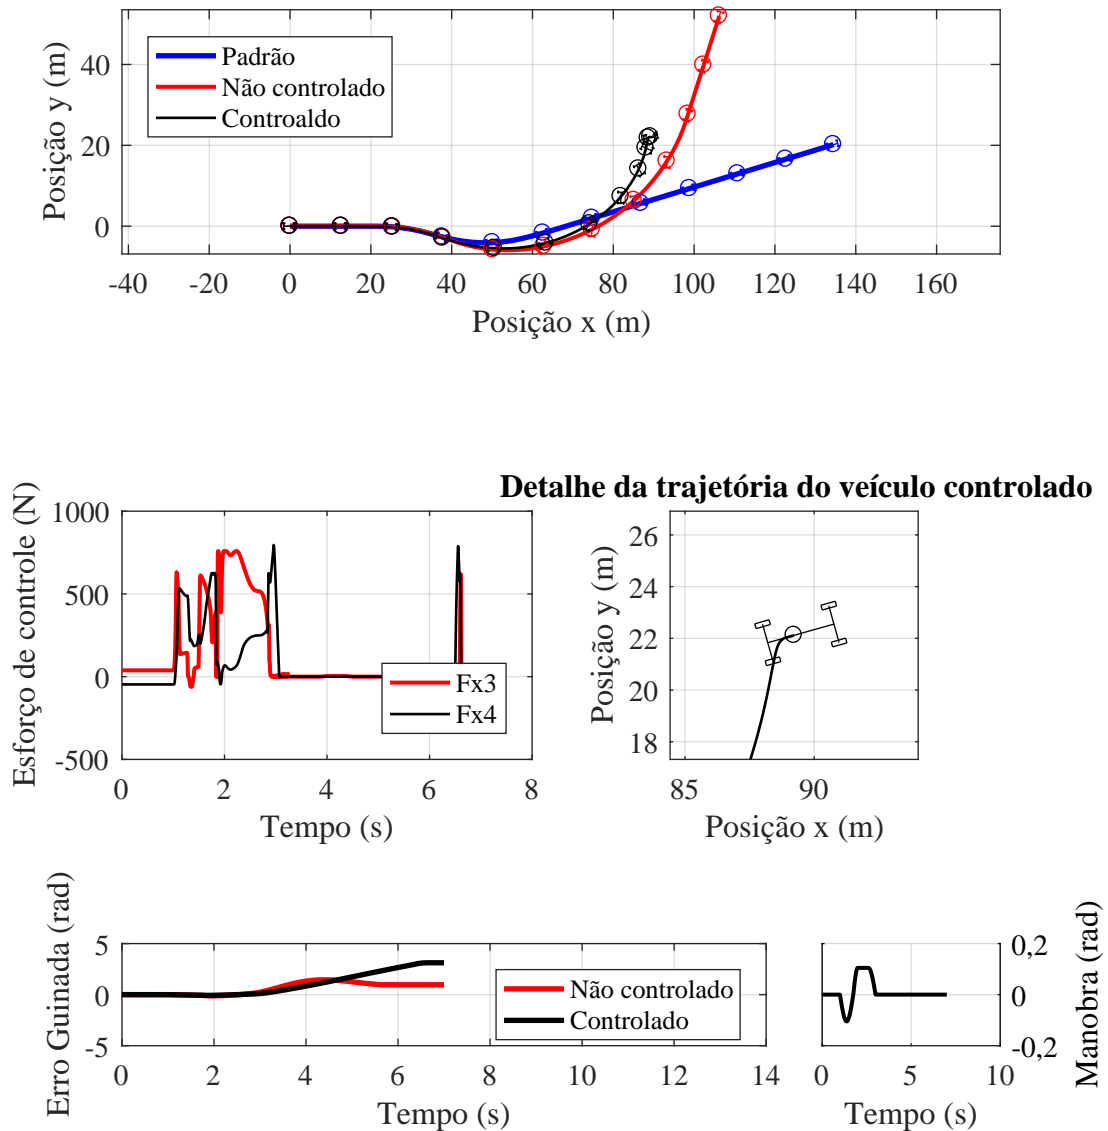 Posição y (m)
40
20
0
Padrão
Não controlado
Controaldo
-40 -20 0 20 40 60 80 100 120 140 160
Posição x (m)
Esforço de controle (N)
1000
500
0
-500
Fx3
Fx4
0 2 4 6 8
Tempo (s)
Detalhe da trajetória do veículo controlado
Posição y (m)
26
24
22
20
18
85 90
Posição x (m)
Erro Guinada (rad)
5
0
-5
Não controlado
Controlado
0 2 4 6 8 10 12 14
Tempo (s)
0,2
0
-0,2
Manobra (rad)
0 5 10
Tempo (s)